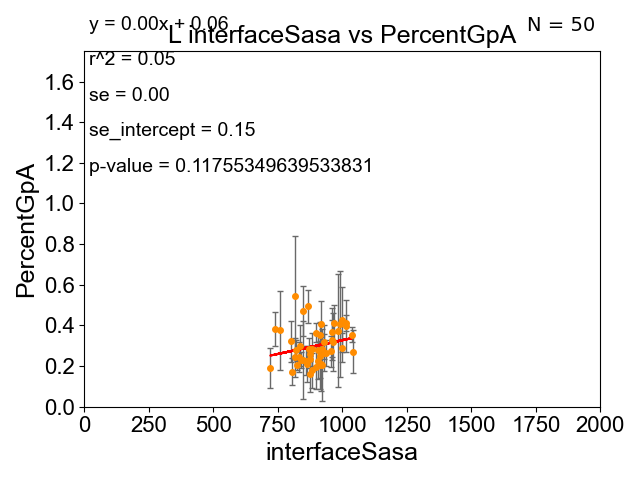 y = 0.00x + 0.06
N = 50
L interfaceSasa vs PercentGpA
r^2 = 0.05
se = 0.00
se_intercept = 0.15
p-value = 0.11755349639533831
PercentGpA
1.6
1.4
1.2
1.0
0.8
0.6
0.4
0.2
0.0
0 250 500 750 1000 1250 1500 1750 2000
interfaceSasa